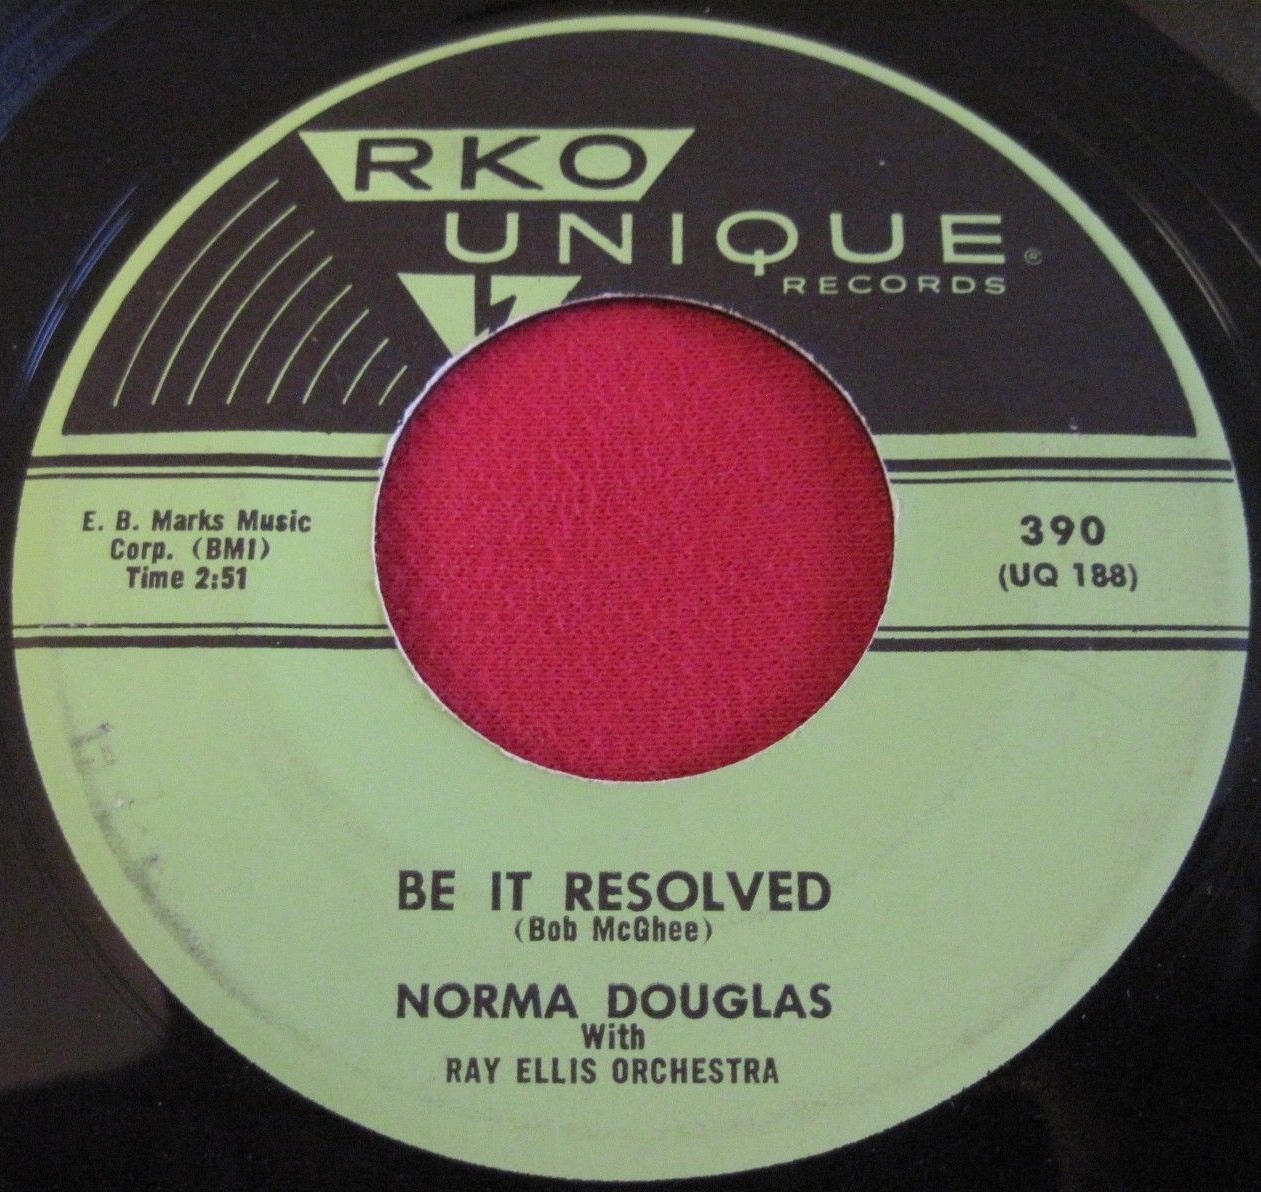 RKO
UNIQUE ®
RECORDS
E. B. Marks Music
Corp. (BMI)
Time 2:51
390
(UQ 188)
BE IT RESOLVED
(Bob McGhee)
NORMA DOUGLAS
With
RAY ELLIS ORCHESTRA